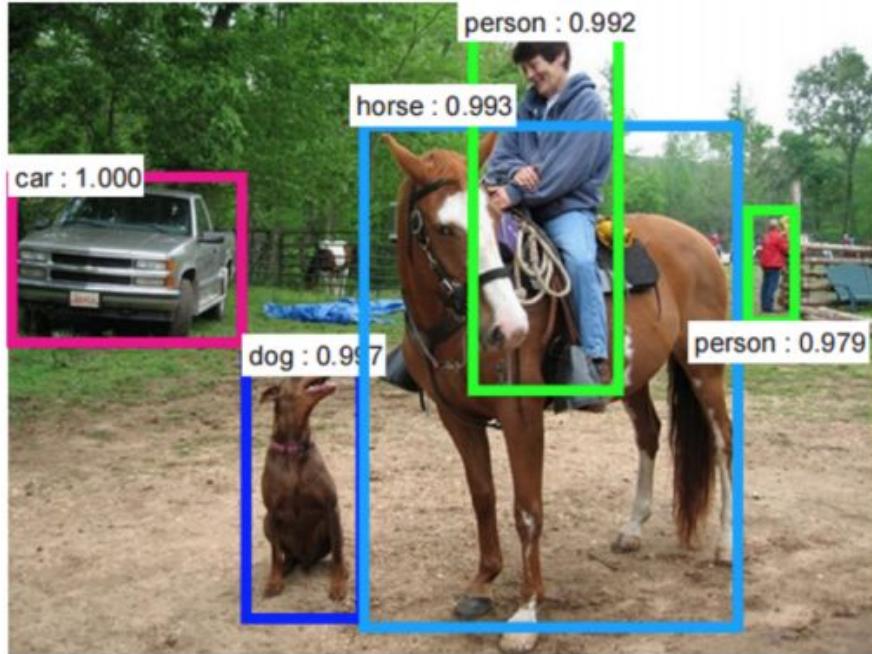 person : 0.992
horse : 0.993
car : 1.000
person : 0.979
dog : 0.997